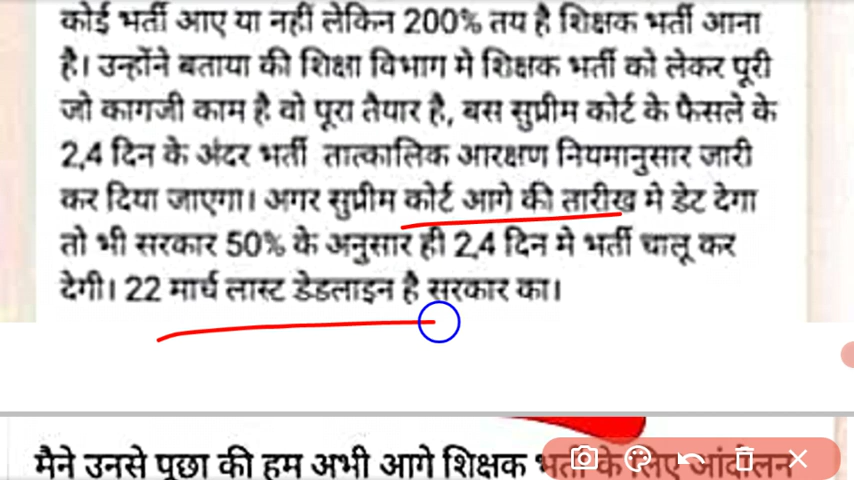 कोई भर्ती आए या नहीं लेकिन 200% तय है शिक्षक भर्ती आना
है। उन्होंने बताया की शिक्षा विभाग मे शिक्षक भर्ती को लेकर पूरी
जो कागजी काम है वो पूरा तैयार है, बस सुप्रीम कोर्ट के फैसले के
2,4 दिन के अंदर भर्ती तात्कालिक आरक्षण नियमानुसार जारी
कर दिया जाएगा। अगर सुप्रीम कोर्ट आगे की तारीख मे डेट देगा
तो भी सरकार 50% के अनुसार ही 2,4 दिन मे भर्ती चालू कर
देगी। 22 मार्च लास्ट डेडलाइन है सरकार का।
मैने उनसे पूछा की हम अभी आगे शिक्षक भर्ती के लिए आंदोलन